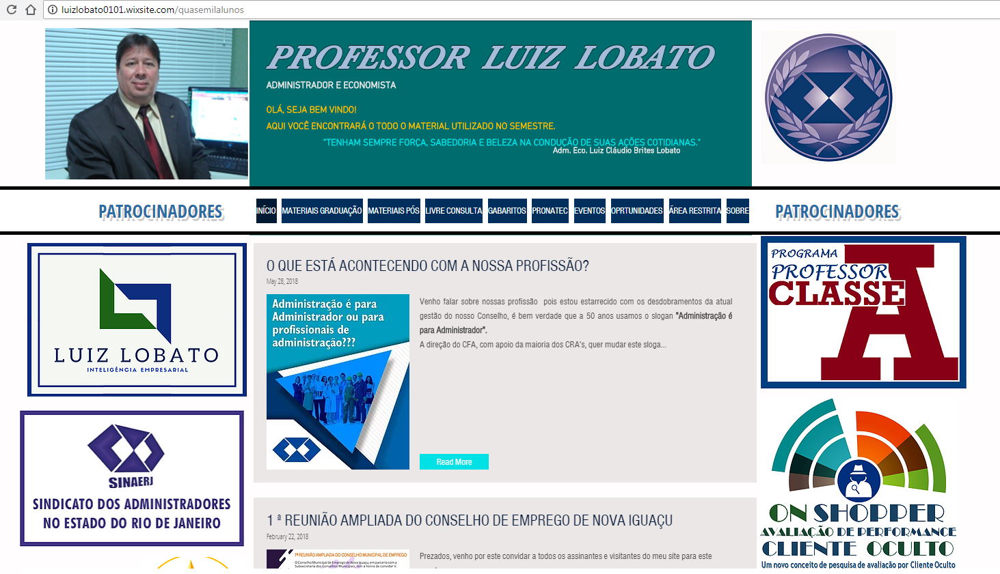 luizlobato0101.wixsite.com/quasemilalunos
PROFESSOR LUIZ LOBATO
ADMINISTRADOR E ECONOMISTA
OLÁ, SEJA BEM VINDO!
AQUI VOCÊ ENCONTRARÁ O TODO O MATERIAL UTILIZADO NO SEMESTRE.
"TENHAM SEMPRE FORÇA, SABEDORIA E BELEZA NA CONDUÇÃO DE SUAS AÇÕES COTIDIANAS."
Adm. Eco. Luiz Cláudio Brites Lobato
PATROCINADORES
INÍCIO MATERIAIS GRADUAÇÃO MATERIAIS PÓS LIVRE CONSULTA GABARITOS PRONATEC EVENTOS OPRTUNIDADES ÁREA RESTRITA SOBRE
PATROCINADORES
LUIZ LOBATO
INTELIGÊNCIA EMPRESARIAL
SINAERJ
SINDICATO DOS ADMINISTRADORES
NO ESTADO DO RIO DE JANEIRO
O QUE ESTÁ ACONTECENDO COM A NOSSA PROFISSÃO?
May 28, 2018
Administração é para
Administrador ou para
profissionais de
administração???
Venho falar sobre nossas profissão pois estou estarrecido com os desdobramentos da atual
gestão do nosso Conselho, é bem verdade que a 50 anos usamos o slogan "Administração é
para Administrador".
A direção do CFA, com apoio da maioria dos CRA's, quer mudar este sloga...
Read More
1 ª REUNIÃO AMPLIADA DO CONSELHO DE EMPREGO DE NOVA IGUAÇU
February 22, 2018
1ª REUNIÃO AMPLIADA DO CONSELHO MUNICIPAL DE EMPREGO
O Conselho Municipal de Emprego de Nova Iguaçu, em parceria com a
Subsecretaria dos Conselhos Municipais, tem a honra de convidar V.
Prezados, venho por este convidar a todos os assinantes e visitantes do meu site para este
PROGRAMA
PROFESSOR
CLASSE
A
ON SHOPPER
AVALIAÇÃO DE PERFORMANCE
CLIENTE OCULTO
Um novo conceito de pesquisa de avaliação por Cliente Oculto